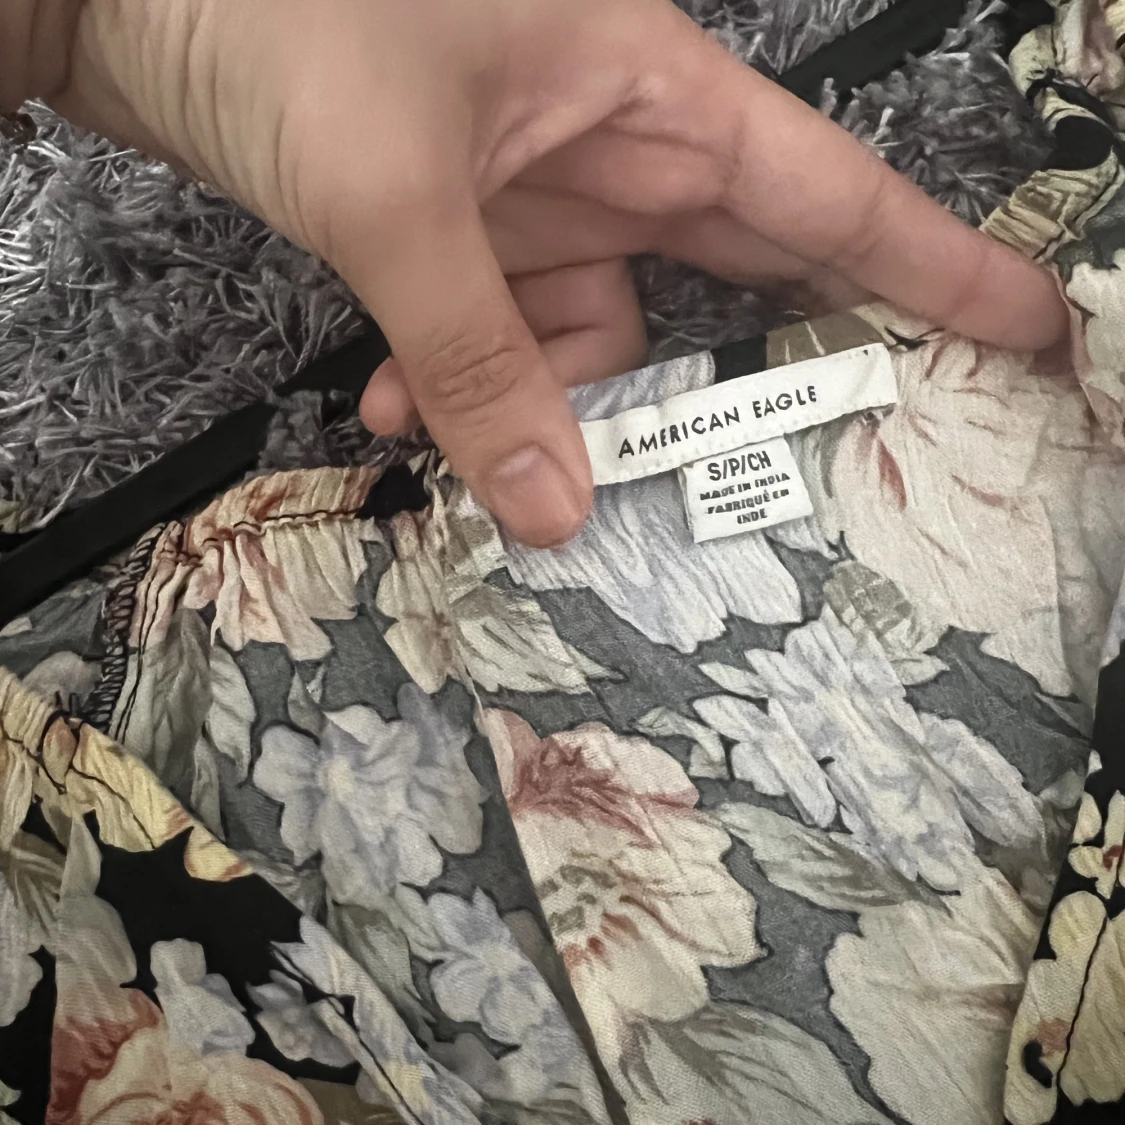 AMERICAN EAGLE
S/P/CH
MADE IN INDIA
FABRIQUÉ EN
INDE